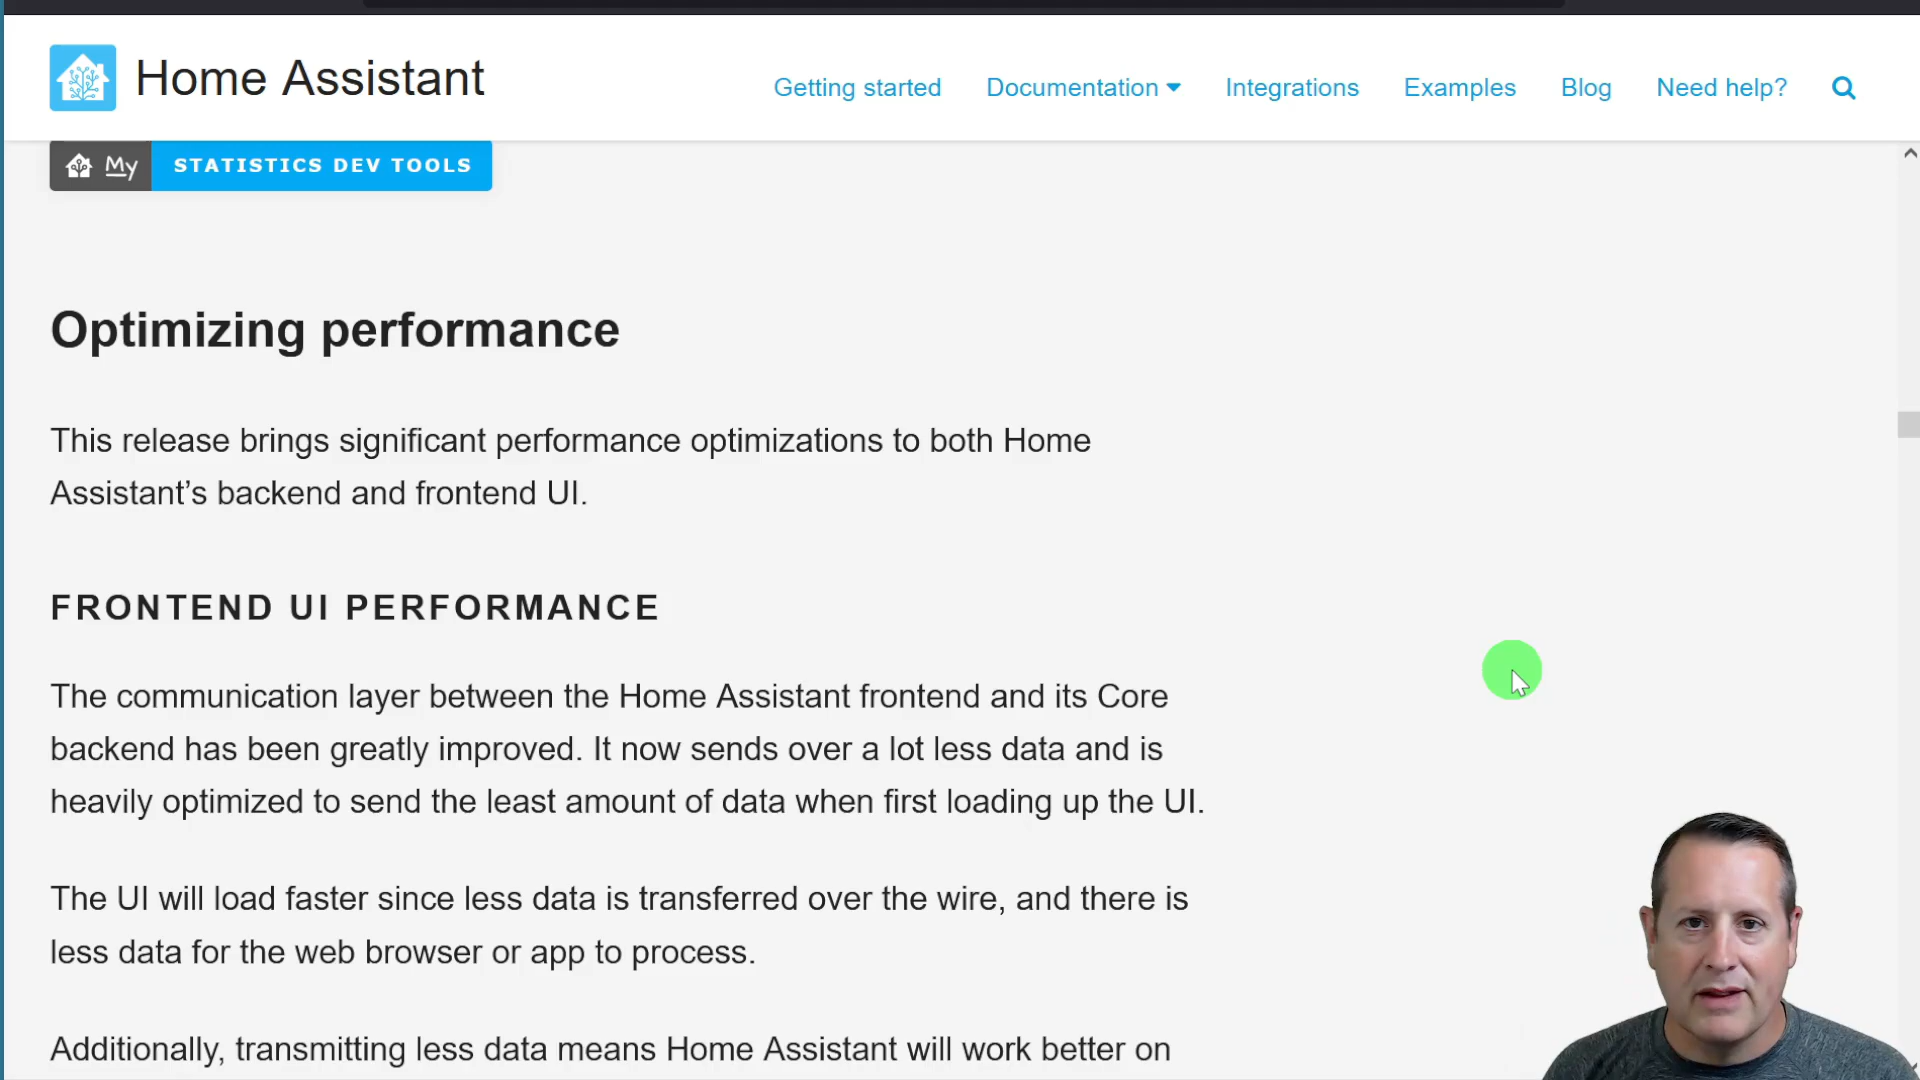 Home Assistant
Getting started
Documentation
Integrations
Examples
Blog
Need help?
My
STATISTICS DEV TOOLS
Optimizing performance
This release brings significant performance optimizations to both Home
Assistant’s backend and frontend UI.
FRONTEND UI PERFORMANCE
The communication layer between the Home Assistant frontend and its Core
backend has been greatly improved. It now sends over a lot less data and is
heavily optimized to send the least amount of data when first loading up the UI.
The UI will load faster since less data is transferred over the wire, and there is
less data for the web browser or app to process.
Additionally, transmitting less data means Home Assistant will work better on